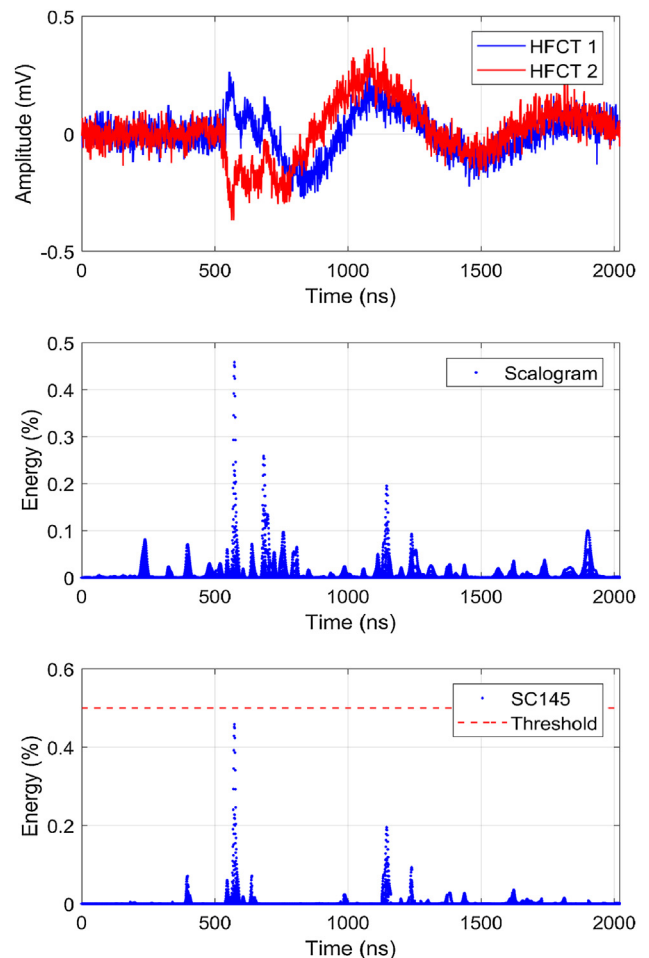 0.5
0
-0.5
Amplitude (mV)
HFCT 1
HFCT 2
0
500
1000
1500
2000
Time (ns)
0.5
0.4
0.3
0.2
0.1
0
Energy (%)
Scalogram
0
500
1000
1500
2000
Time (ns)
0.6
0.4
0.2
0
Energy (%)
SC145
Threshold
0
500
1000
1500
2000
Time (ns)